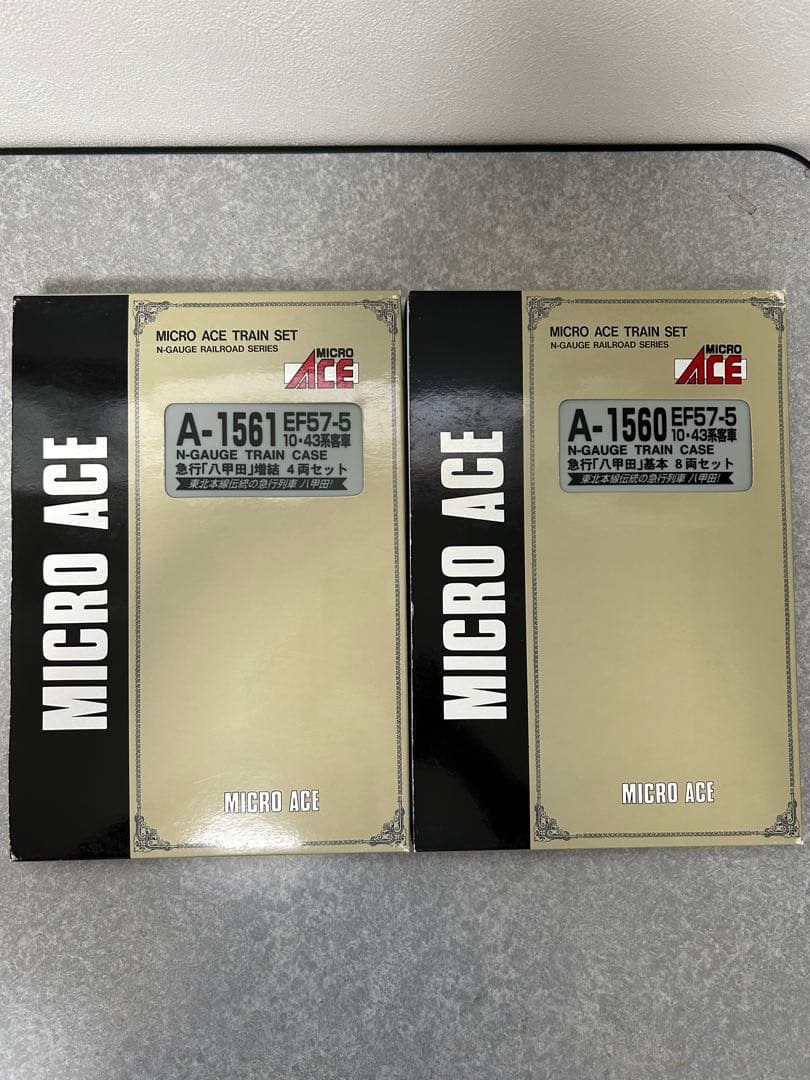 MICRO ACE
MICRO ACE TRAIN SET
N-GAUGE RAILROAD SERIES
MICRO
ACE
A-1561 EF57-5
10・43系客車
N-GAUGE TRAIN CASE
急行「八甲田」増結 4両セット
東北本線伝統の急行列車 八甲田!
MICRO ACE
MICRO ACE
MICRO ACE TRAIN SET
N-GAUGE RAILROAD SERIES
MICRO
ACE
A-1560 EF57-5
10・43系客車
N-GAUGE TRAIN CASE
急行「八甲田」基本 8両セット
東北本線伝統の急行列車 八甲田!
MICRO ACE